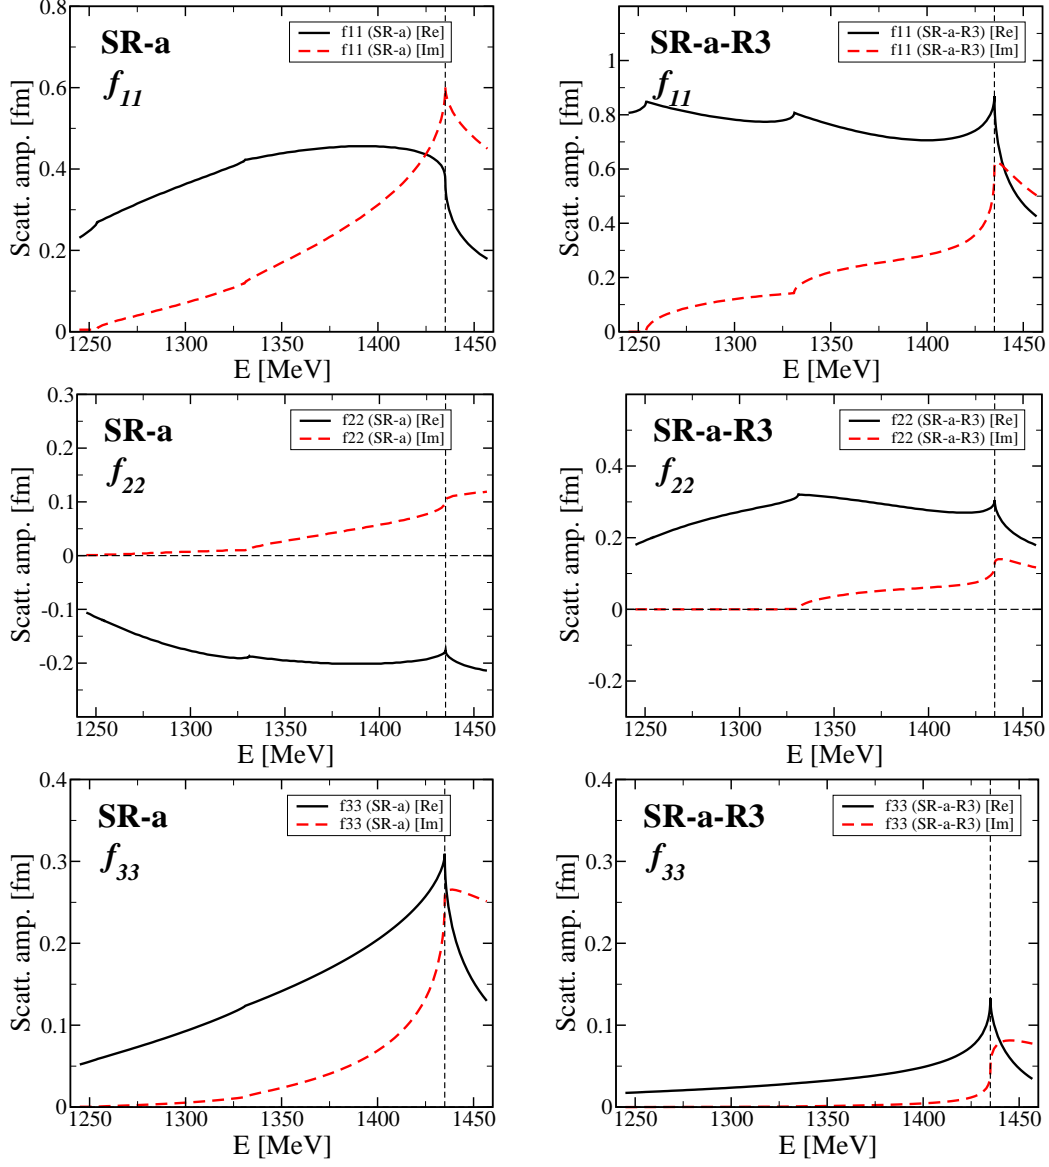 SR-a
f11
f11 (SR-a) [Re]
f11 (SR-a) [Im]
Scatt. amp. [fm]
0.8
0.6
0.4
0.2
0
1250 1300 1350 1400 1450
E [MeV]
SR-a-R3
f11
f11 (SR-a-R3) [Re]
f11 (SR-a-R3) [Im]
Scatt. amp. [fm]
1
0.8
0.6
0.4
0.2
0
1250 1300 1350 1400 1450
E [MeV]
SR-a
f22
f22 (SR-a) [Re]
f22 (SR-a) [Im]
Scatt. amp. [fm]
0.3
0.2
0.1
0
-0.1
-0.2
1250 1300 1350 1400 1450
E [MeV]
SR-a-R3
f22
f22 (SR-a-R3) [Re]
f22 (SR-a-R3) [Im]
Scatt. amp. [fm]
0.4
0.2
0
-0.2
1250 1300 1350 1400 1450
E [MeV]
SR-a
f33
f33 (SR-a) [Re]
f33 (SR-a) [Im]
Scatt. amp. [fm]
0.4
0.3
0.2
0.1
0
1250 1300 1350 1400 1450
E [MeV]
SR-a-R3
f33
f33 (SR-a-R3) [Re]
f33 (SR-a-R3) [Im]
Scatt. amp. [fm]
0.4
0.3
0.2
0.1
0
1250 1300 1350 1400 1450
E [MeV]